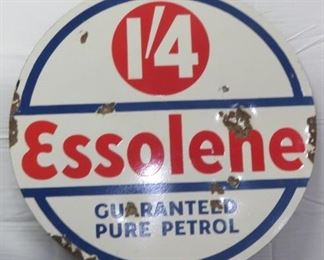 1'4
Essolene
GUARANTEED
PURE PETROL